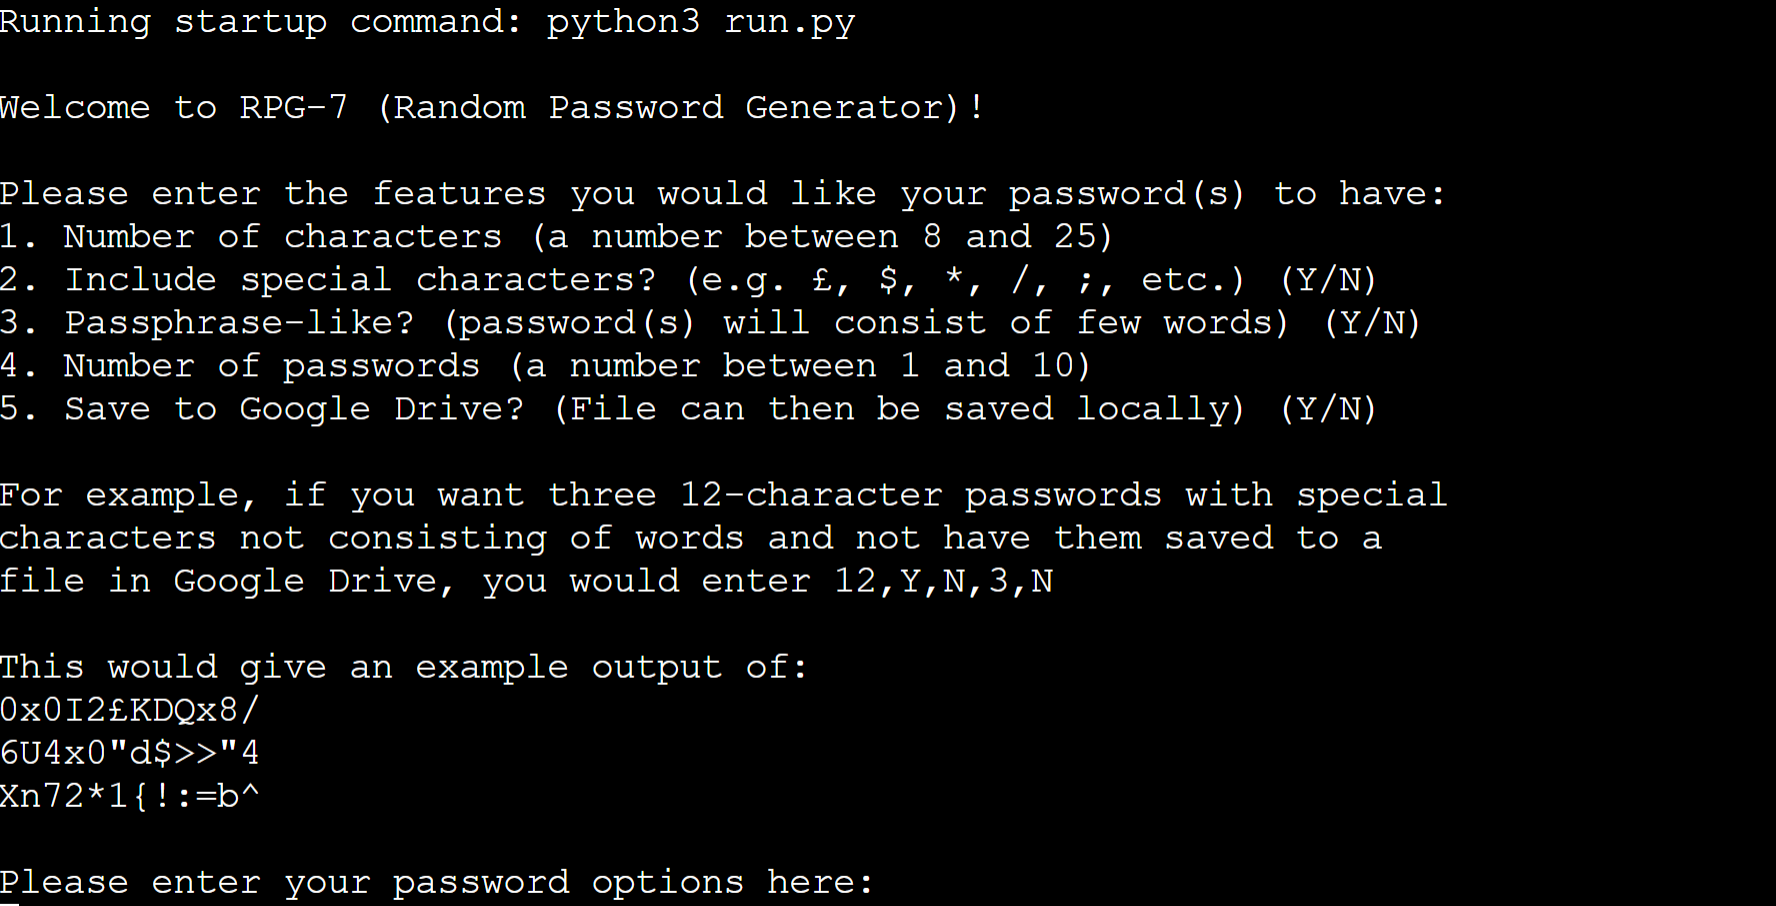 Running startup command: python3 run.py
Welcome to RPG-7 (Random Password Generator)!
Please enter the features you would like your password(s) to have:
1. Number of characters (a number between 8 and 25)
2. Include special characters? (e.g. £, $, *, /, ;, etc.) (Y/N)
3. Passphrase-like? (password(s) will consist of few words) (Y/N)
4. Number of passwords (a number between 1 and 10)
5. Save to Google Drive? (File can then be saved locally) (Y/N)
For example, if you want three 12-character passwords with special
characters not consisting of words and not have them saved to a
file in Google Drive, you would enter 12,Y,N,3,N
This would give an example output of:
0x0I2£KDQx8/
6U4x0"d$>>"4
Xn72*1{!:=b^
Please enter your password options here: